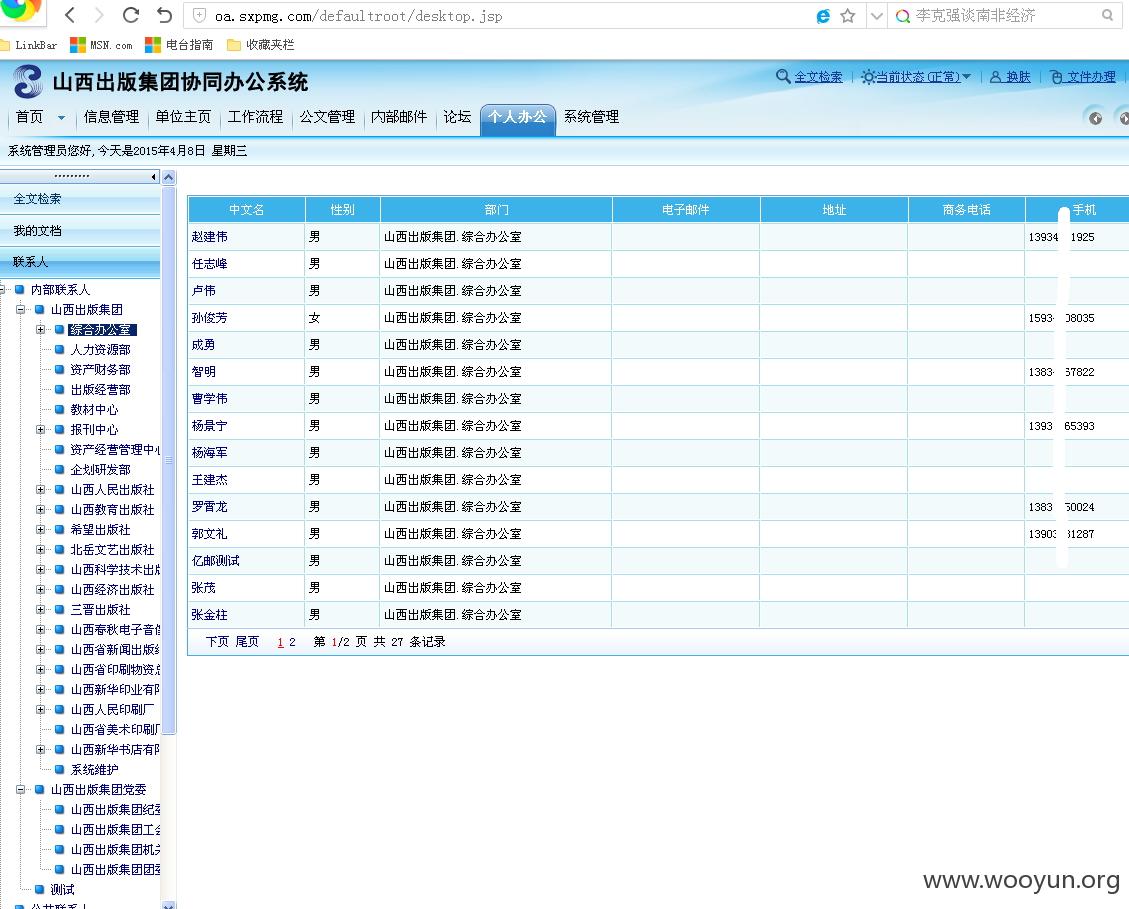 oa.sxpmg.com/defaultroot/desktop.jsp 李克强谈南非经济
LinkBar MSN.com 电台指南 收藏夹栏
山西出版集团协同办公系统 全文检索 当前状态(正常) 换肤 文件办理
首页 信息管理 单位主页 工作流程 公文管理 内部邮件 论坛 个人办公 系统管理
系统管理员您好,今天是2015年4月8日 星期三
全文检索
我的文档
联系人
内部联系人
山西出版集团
综合办公室
人力资源部
资产财务部
出版经营部
教材中心
报刊中心
资产经营管理中心
企划研发部
山西人民出版社
山西教育出版社
希望出版社
北岳文艺出版社
山西科学技术出版
山西经济出版社
三晋出版社
山西春秋电子音像
山西省新闻出版
山西省印刷物资总
山西新华印业有限
山西人民印刷厂
山西省美术印刷厂
山西新华书店有限
系统维护
山西出版集团党委
山西出版集团纪委
山西出版集团工会
山西出版集团机关
山西出版集团团委
测试
公共联系人
中文名 性别 部门 电子邮件 地址 商务电话 手机
赵建伟 男 山西出版集团.综合办公室 13934 1925
任志峰 男 山西出版集团.综合办公室
卢伟 男 山西出版集团.综合办公室
孙俊芳 女 山西出版集团.综合办公室 1593 08035
成勇 男 山西出版集团.综合办公室
智明 男 山西出版集团.综合办公室 1383 67822
曹学伟 男 山西出版集团.综合办公室
杨景宁 男 山西出版集团.综合办公室 1393 65393
杨海军 男 山西出版集团.综合办公室
王建杰 男 山西出版集团.综合办公室
罗霄龙 男 山西出版集团.综合办公室 1383 50024
郭文礼 男 山西出版集团.综合办公室 13903 31287
亿邮测试 男 山西出版集团.综合办公室
张茂 男 山西出版集团.综合办公室
张金柱 男 山西出版集团.综合办公室
下页 尾页 1 2 第 1/2 页 共 27 条记录
www.wooyun.org